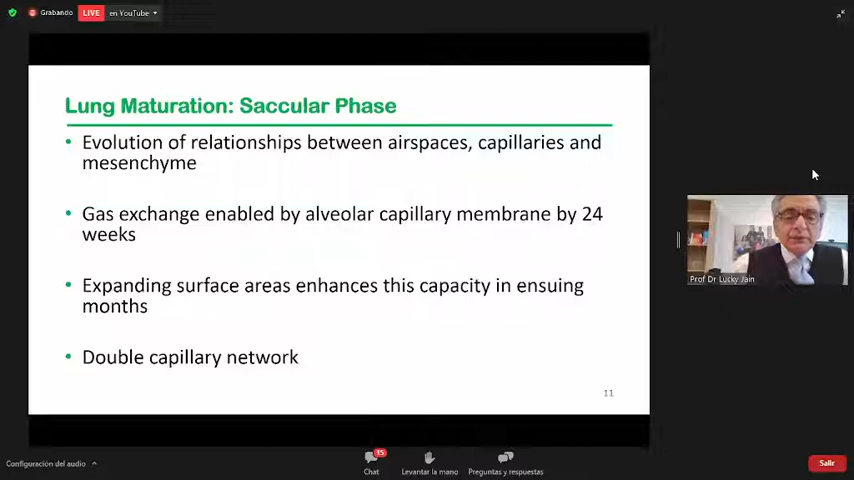 Grabando
LIVE
en YouTube
Lung Maturation: Saccular Phase
• Evolution of relationships between airspaces, capillaries and
mesenchyme
• Gas exchange enabled by alveolar capillary membrane by 24
weeks
• Expanding surface areas enhances this capacity in ensuing
months
• Double capillary network
11
Prof Dr Lucky Jain
Configuración del audio
15
Chat
Levantar la mano
Preguntas y respuestas
Salir